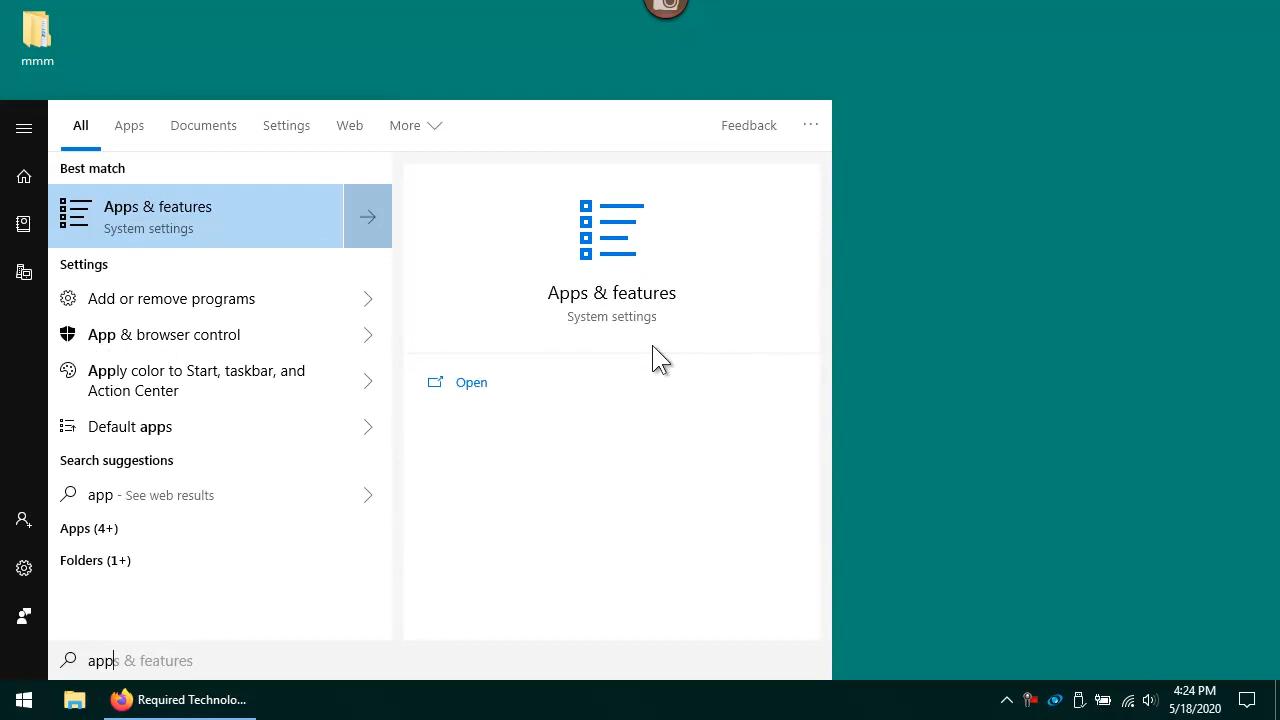 mmm
All
Apps
Documents
Settings
Web
More
Feedback
...
Best match
Apps & features
System settings
Settings
Add or remove programs
App & browser control
Apply color to Start, taskbar, and
Action Center
Default apps
Search suggestions
app - See web results
Apps (4+)
Folders (1+)
Apps & features
System settings
Open
apps & features
Required Technolo...
4:24 PM
5/18/2020